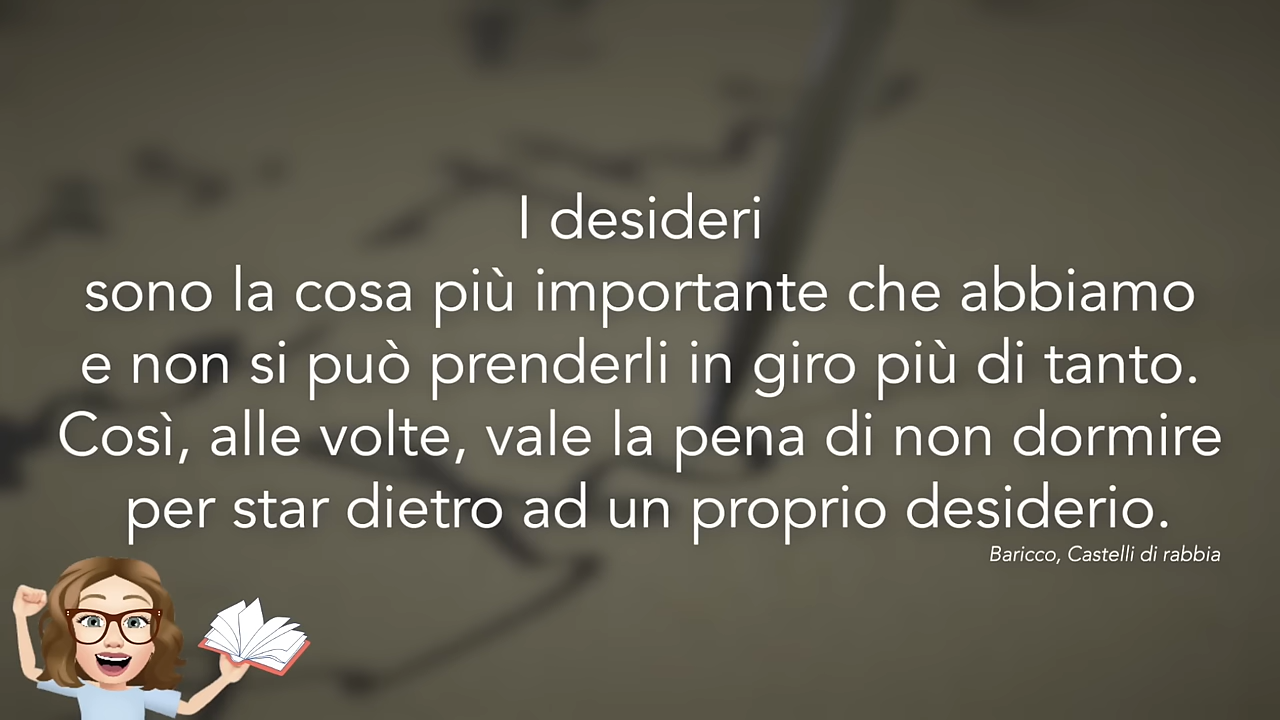 I desideri
sono la cosa più importante che abbiamo
e non si può prenderli in giro più di tanto.
Così, alle volte, vale la pena di non dormire
per star dietro ad un proprio desiderio.
Baricco, Castelli di rabbia